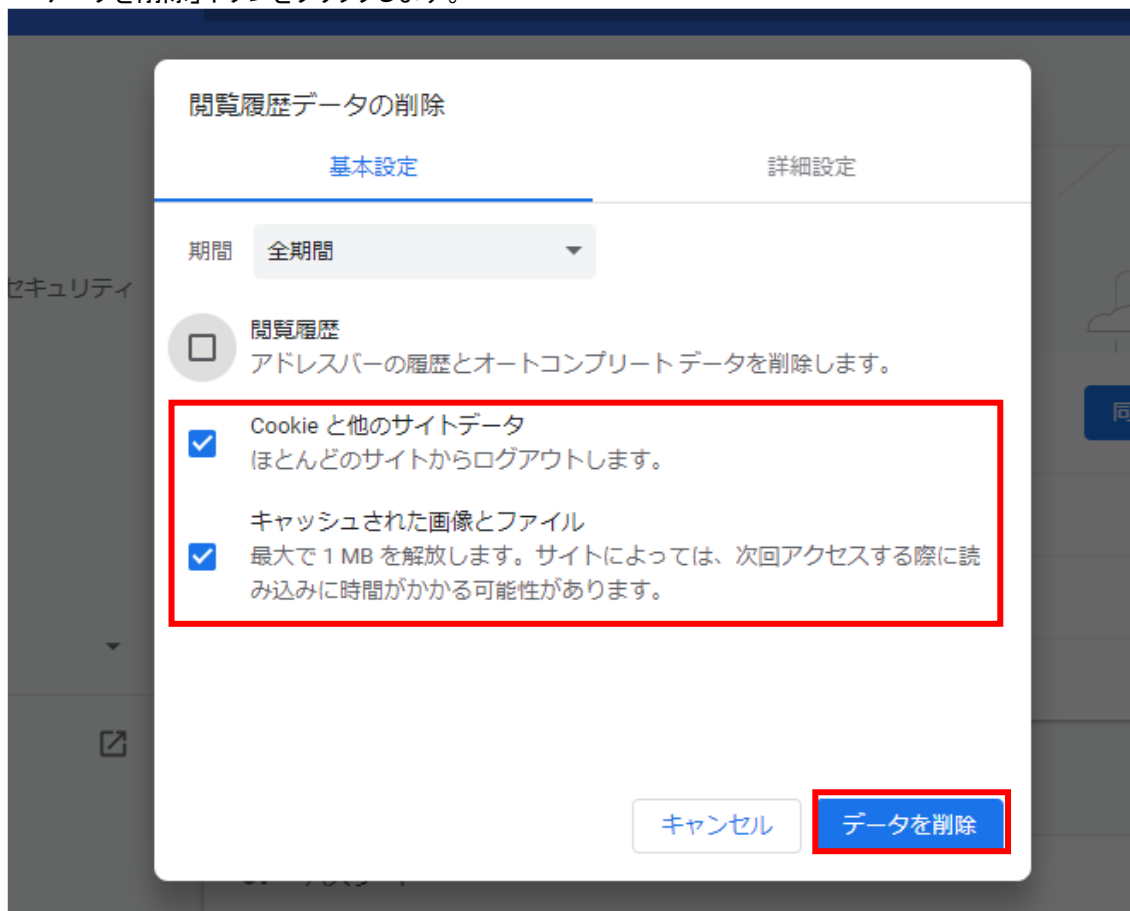 閲覧履歴データの削除
基本設定
詳細設定
期間
全期間
セキュリティ
閲覧履歴
アドレスバーの履歴とオートコンプリート データを削除します。
Cookie と他のサイトデータ
ほとんどのサイトからログアウトします。
同
キャッシュされた画像とファイル
最大で 1 MB を解放します。サイトによっては、次回アクセスする際に読
み込みに時間がかかる可能性があります。
キャンセル
データを削除